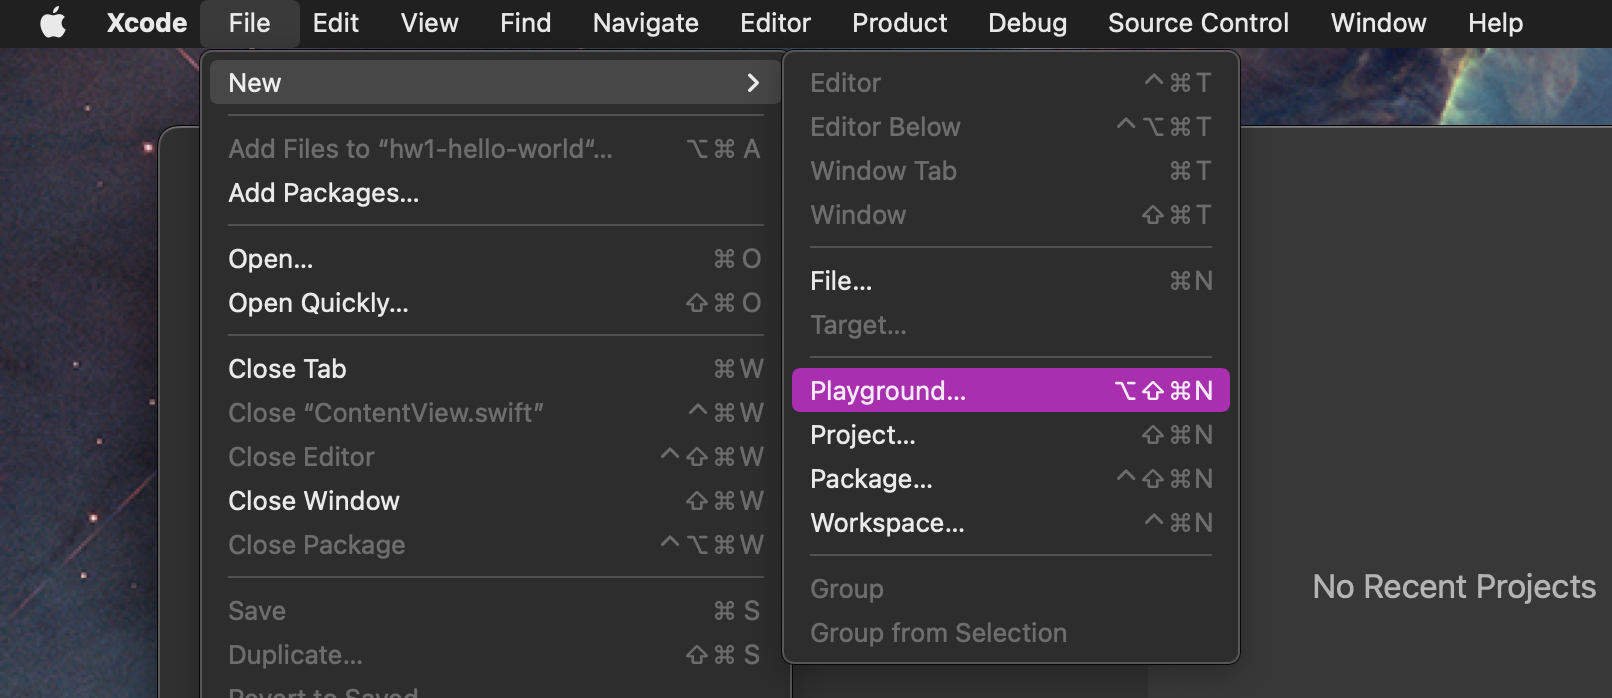 Xcode File Edit View Find Navigate Editor Product Debug Source Control Window Help
New
Add Files to “hw1-hello-world“... ⌥⌘A
Add Packages...
Open... ⌘O
Open Quickly... ⇧⌘O
Close Tab ⌘W
Close “ContentView.swift” ^⌘W
Close Editor ^⇧⌘W
Close Window ⇧⌘W
Close Package ^⌥⌘W
Save ⌘S
Duplicate... ⇧⌘S
Revert to Saved
Editor ^⌘T
Editor Below ^⌥⌘T
Window Tab ⌘T
Window ⇧⌘T
File... ⌘N
Target...
Playground... ⌥⇧⌘N
Project... ⇧⌘N
Package... ^⇧⌘N
Workspace... ^⌘N
Group
Group from Selection
No Recent Projects